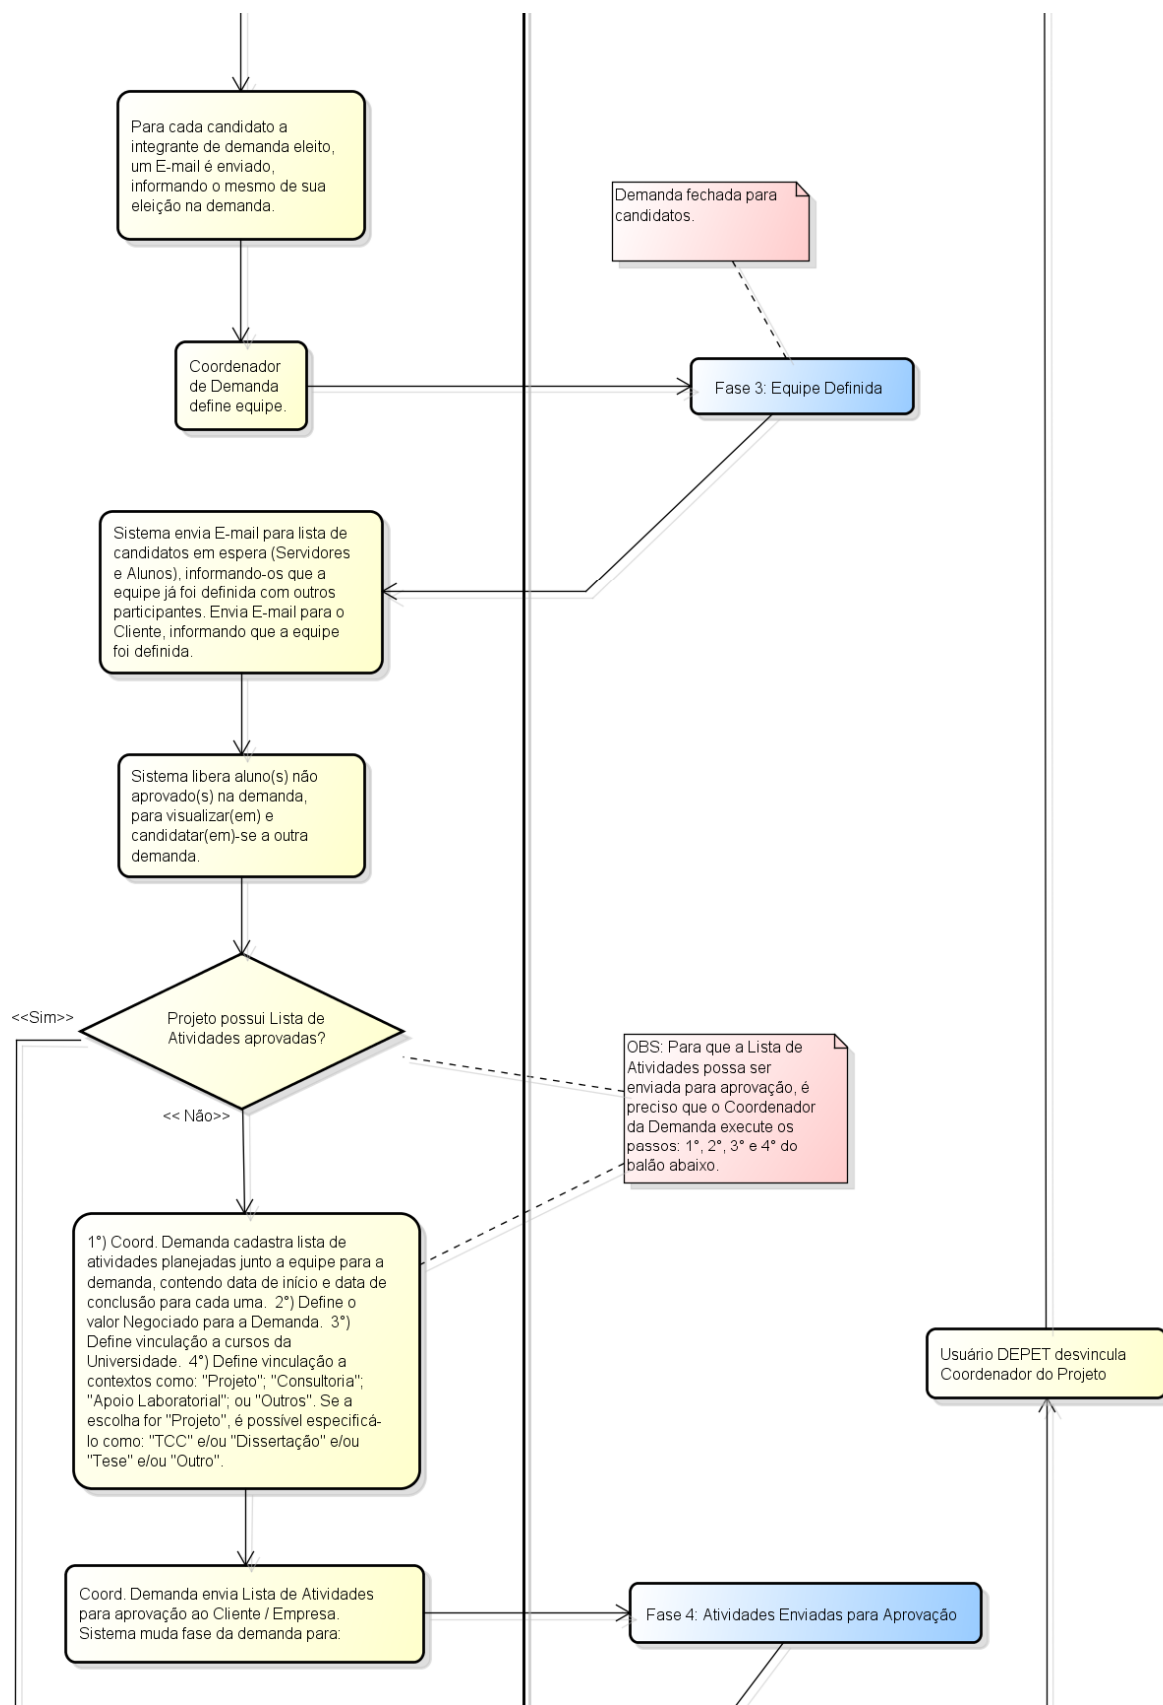 Para cada candidato a
integrante de demanda eleito,
um E-mail é enviado,
informando o mesmo de sua
eleição na demanda.
Demanda fechada para
candidatos.
Coordenador
de Demanda
define equipe.
Fase 3: Equipe Definida
Sistema envia E-mail para lista de
candidatos em espera (Servidores
e Alunos), informando-os que a
equipe já foi definida com outros
participantes. Envia E-mail para o
Cliente, informando que a equipe
foi definida.
Sistema libera aluno(s) não
aprovado(s) na demanda,
para visualizar(em) e
candidatar(em)-se a outra
demanda.
<<Sim>>
Projeto possui Lista de
Atividades aprovadas?
<< Não>>
OBS: Para que a Lista de
Atividades possa ser
enviada para aprovação, é
preciso que o Coordenador
da Demanda execute os
passos: 1°, 2°, 3° e 4° do
balão abaixo.
1°) Coord. Demanda cadastra lista de
atividades planejadas junto a equipe para a
demanda, contendo data de início e data de
conclusão para cada uma.  2°) Define o
valor Negociado para a Demanda.  3°)
Define vinculação a cursos da
Universidade.  4°) Define vinculação a
contextos como: "Projeto"; "Consultoria";
"Apoio Laboratorial"; ou "Outros". Se a
escolha for "Projeto", é possível especificá-
lo como: "TCC" e/ou "Dissertação" e/ou
"Tese" e/ou "Outro".
Usuário DEPET desvincula
Coordenador do Projeto
Coord. Demanda envia Lista de Atividades
para aprovação ao Cliente / Empresa.
Sistema muda fase da demanda para:
Fase 4: Atividades Enviadas para Aprovação